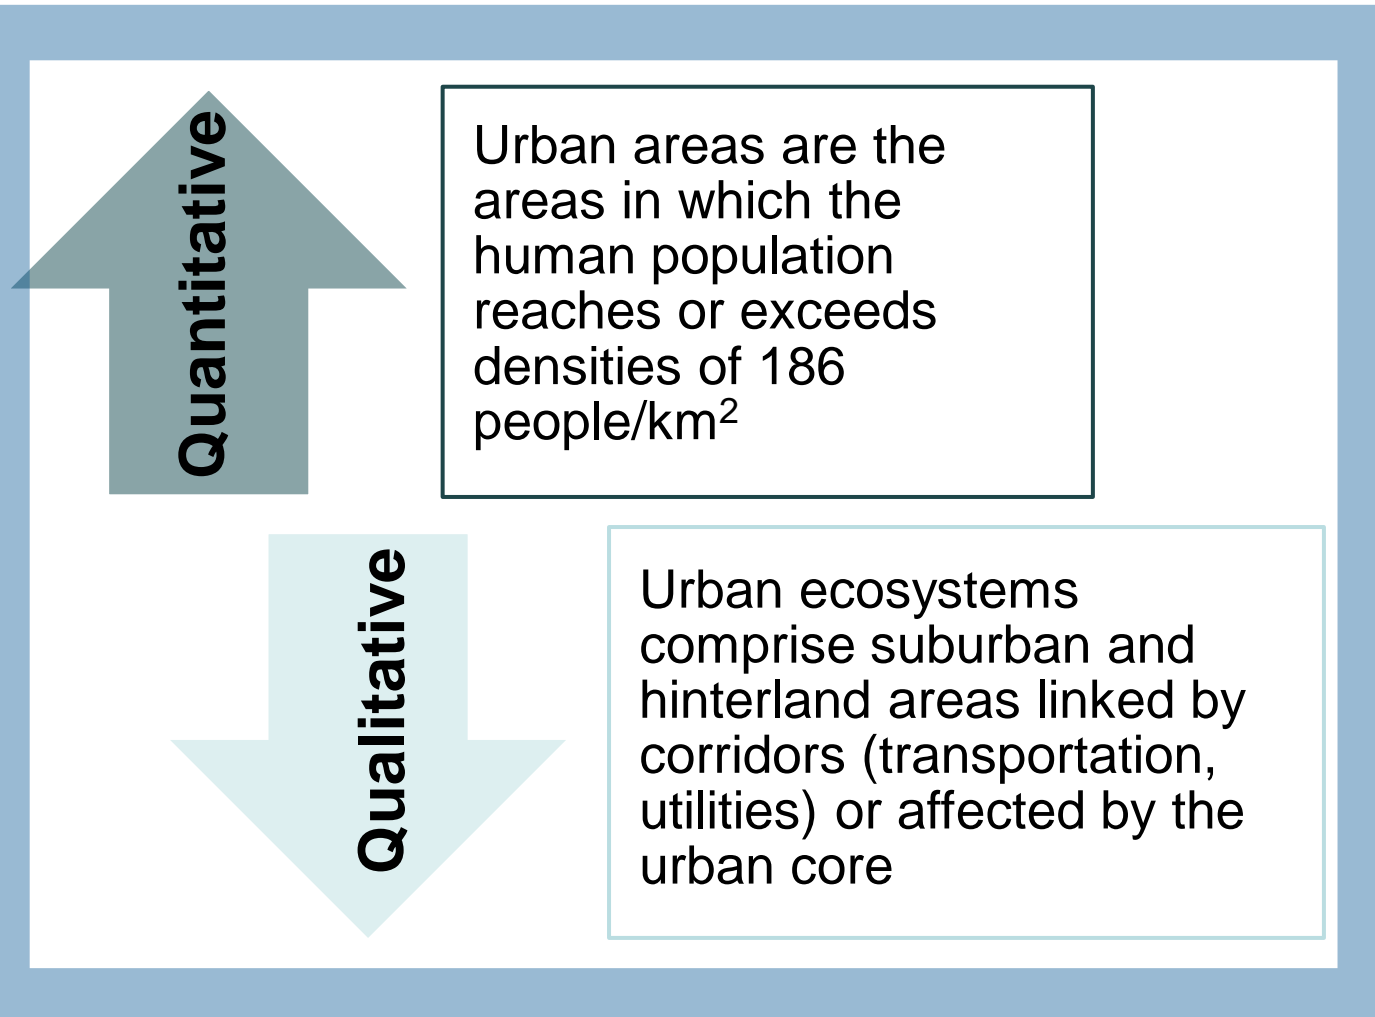 Quantitative
Urban areas are the
areas in which the
human population
reaches or exceeds
densities of 186
people/km²
Qualitative
Urban ecosystems
comprise suburban and
hinterland areas linked by
corridors (transportation,
utilities) or affected by the
urban core